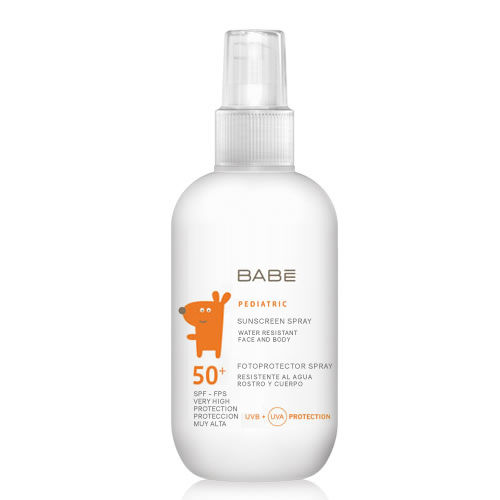 BABÉ
PEDIATRIC
SUNSCREEN SPRAY
WATER RESISTANT
FACE AND BODY
50+
FOTOPROTECTOR SPRAY
RESISTENTE AL AGUA
ROSTRO Y CUERPO
SPF - FPS
VERY HIGH
PROTECTION
PROTECCION
MUY ALTA
UVB + UVA PROTECTION